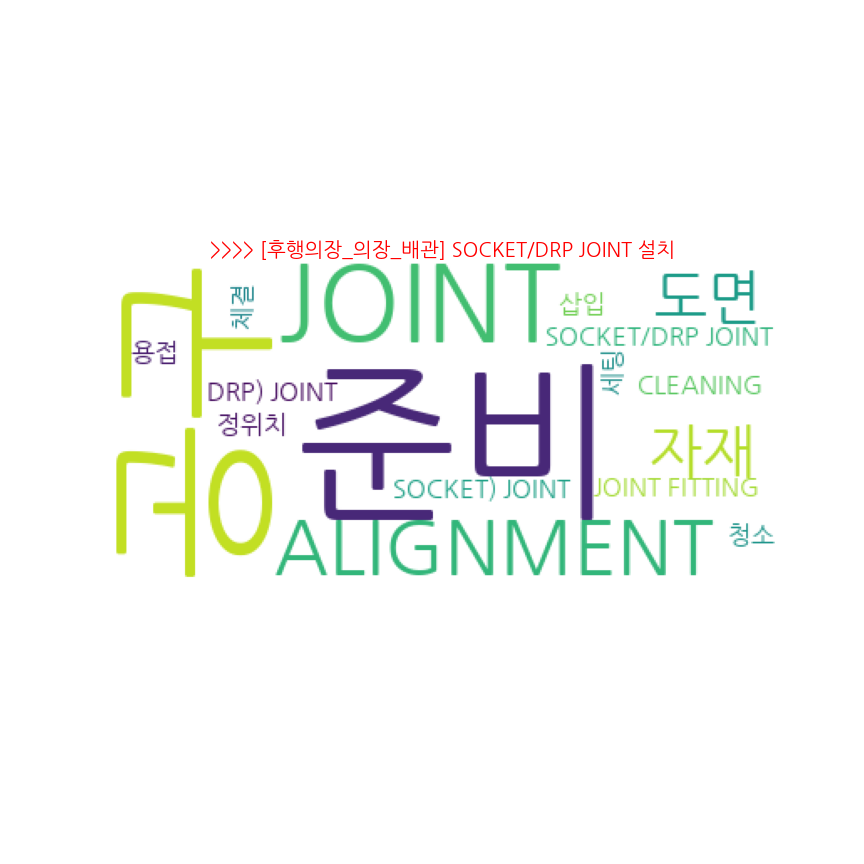 >>>> [후행의장_의장_배관] SOCKET/DRP JOINT 설치
공구
체결
JOINT
삽입
도면
SOCKET/DRP JOINT
용접
세팅
CLEANING
DRP) JOINT
정위치
준비
자재
SOCKET) JOINT
JOINT FITTING
ALIGNMENT
청소